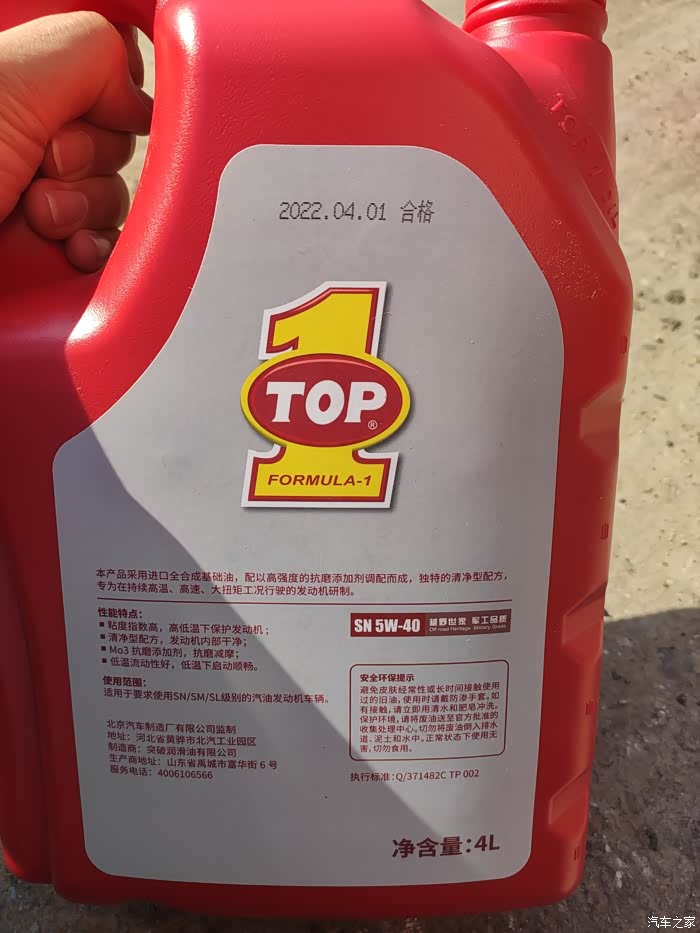 2022.04.01 合格
1
TOP
®
FORMULA-1
本产品采用进口全合成基础油，配以高强度的抗磨添加剂调配而成，独特的清净型配方，
专为在持续高温、高速、大扭矩工况行驶的发动机研制。
性能特点：
■ 粘度指数高，高低温下保护发动机；
■ 清净型配方，发动机内部干净；
■ Mo3 抗磨添加剂，抗磨减摩；
■ 低温流动性好，低温下启动顺畅。
使用范围：
适用于要求使用SN/SM/SL级别的汽油发动机车辆。
北京汽车制造厂有限公司监制
地址：河北省黄骅市北汽工业园区
制造商：突破润滑油有限公司
生产商地址：山东省禹城市富华街 6 号
服务电话：4006106566
SN 5W-40
越野世家 军工品质
Off road Heritage Military Grade
安全环保提示
避免皮肤经常性或长时间接触使用
过的旧油，使用时请戴防渗手套。如
有接触，请立即用清水和肥皂冲洗。
保护环境，请将废油送至官方批准的
收集处理中心。切勿将废油倒入排水
道、泥土和水中。正常状态下使用无
害，切勿食用。
执行标准：Q/371482C TP 002
净含量：4L
汽车之家